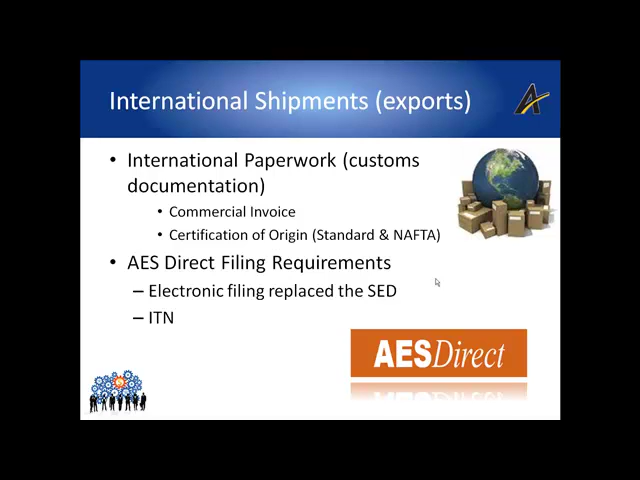 International Shipments (exports)
• International Paperwork (customs
documentation)
• Commercial Invoice
• Certification of Origin (Standard & NAFTA)
• AES Direct Filing Requirements
– Electronic filing replaced the SED
– ITN
AESDirect